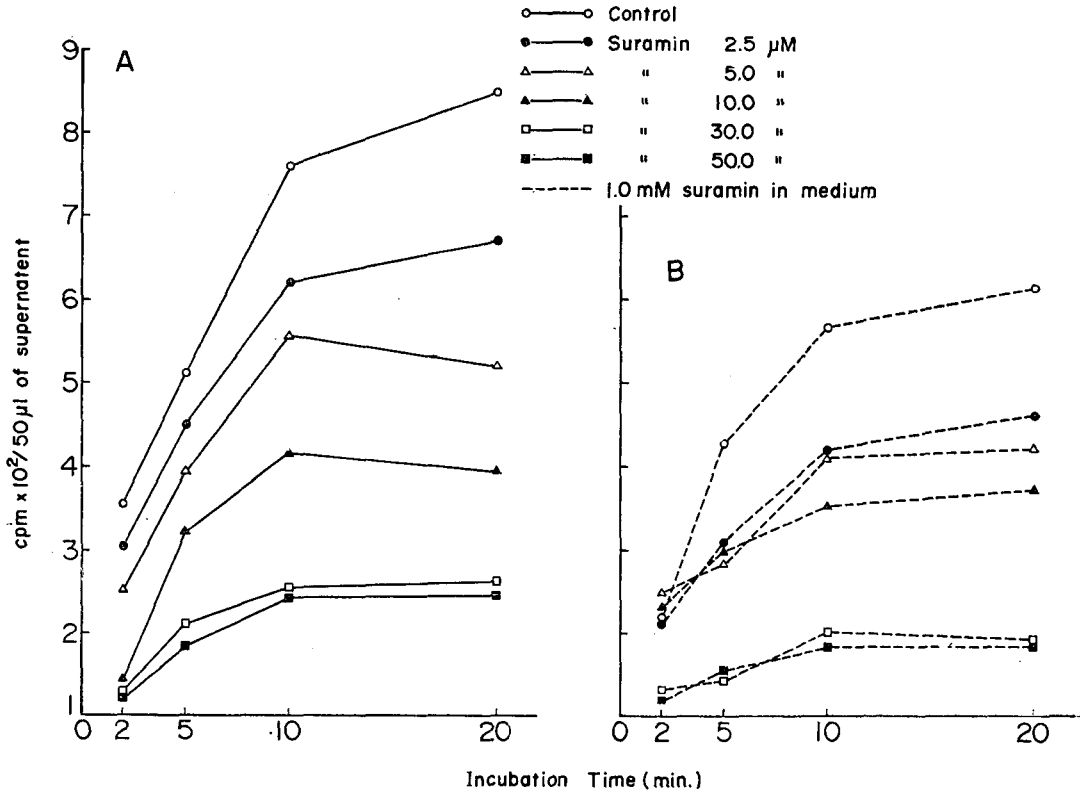 Control
Suramin 2.5 µM
" 5.0 "
" 10.0 "
" 30.0 "
" 50.0 "
1.0 mM suramin in medium
A
9
8
7
6
5
4
3
2
1
0 2 5 10 20
cpm x 10²/50µl of supernatent
B
0 2 5 10 20
Incubation Time (min.)